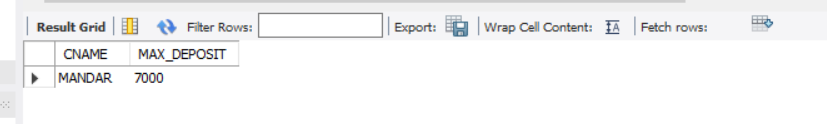 Result Grid Filter Rows: Export: Wrap Cell Content: Fetch rows:
CNAME MAX_DEPOSIT
MANDAR 7000